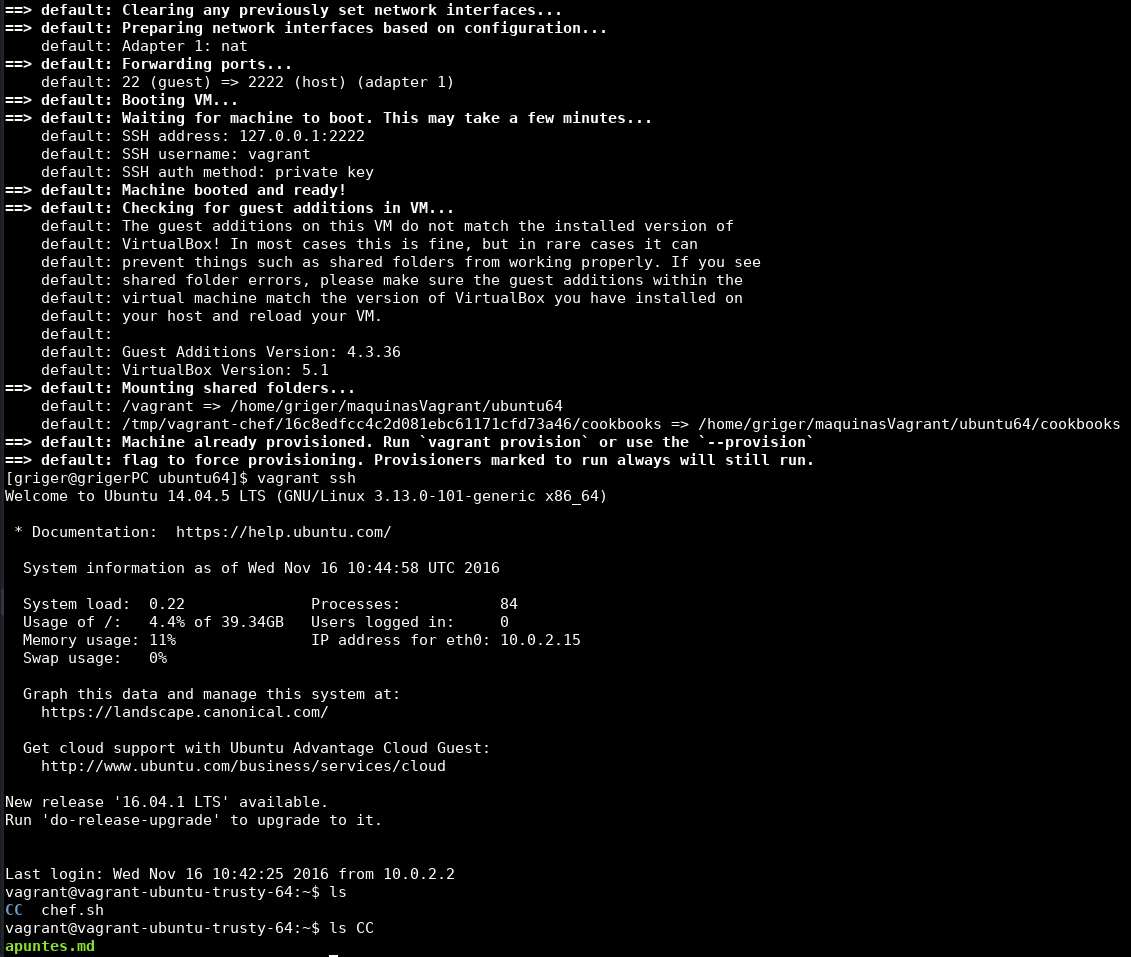 ==> default: Clearing any previously set network interfaces...
==> default: Preparing network interfaces based on configuration...
    default: Adapter 1: nat
==> default: Forwarding ports...
    default: 22 (guest) => 2222 (host) (adapter 1)
==> default: Booting VM...
==> default: Waiting for machine to boot. This may take a few minutes...
    default: SSH address: 127.0.0.1:2222
    default: SSH username: vagrant
    default: SSH auth method: private key
==> default: Machine booted and ready!
==> default: Checking for guest additions in VM...
    default: The guest additions on this VM do not match the installed version of
    default: VirtualBox! In most cases this is fine, but in rare cases it can
    default: prevent things such as shared folders from working properly. If you see
    default: shared folder errors, please make sure the guest additions within the
    default: virtual machine match the version of VirtualBox you have installed on
    default: your host and reload your VM.
    default:
    default: Guest Additions Version: 4.3.36
    default: VirtualBox Version: 5.1
==> default: Mounting shared folders...
    default: /vagrant => /home/griger/maquinasVagrant/ubuntu64
    default: /tmp/vagrant-chef/16c8edfcc4c2d081ebc61171cfd73a46/cookbooks => /home/griger/maquinasVagrant/ubuntu64/cookbooks
==> default: Machine already provisioned. Run `vagrant provision` or use the `--provision`
==> default: flag to force provisioning. Provisioners marked to run always will still run.
[griger@grigerPC ubuntu64]$ vagrant ssh
Welcome to Ubuntu 14.04.5 LTS (GNU/Linux 3.13.0-101-generic x86_64)
 * Documentation:  https://help.ubuntu.com/
  System information as of Wed Nov 16 10:44:58 UTC 2016
  System load:  0.22              Processes:           84
  Usage of /:   4.4% of 39.34GB   Users logged in:     0
  Memory usage: 11%               IP address for eth0: 10.0.2.15
  Swap usage:   0%
  Graph this data and manage this system at:
    https://landscape.canonical.com/
  Get cloud support with Ubuntu Advantage Cloud Guest:
    http://www.ubuntu.com/business/services/cloud
New release '16.04.1 LTS' available.
Run 'do-release-upgrade' to upgrade to it.
Last login: Wed Nov 16 10:42:25 2016 from 10.0.2.2
vagrant@vagrant-ubuntu-trusty-64:~$ ls
CC  chef.sh
vagrant@vagrant-ubuntu-trusty-64:~$ ls CC
apuntes.md